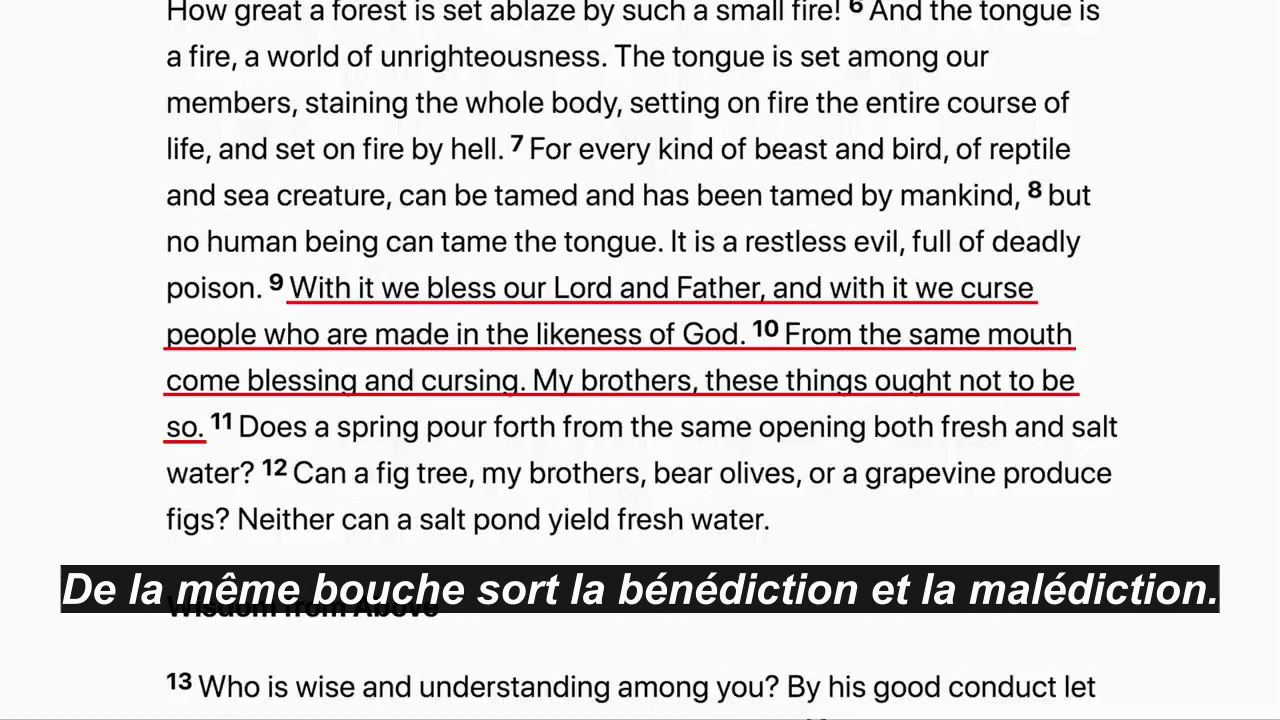 How great a forest is set ablaze by such a small fire! 6 And the tongue is
a fire, a world of unrighteousness. The tongue is set among our
members, staining the whole body, setting on fire the entire course of
life, and set on fire by hell. 7 For every kind of beast and bird, of reptile
and sea creature, can be tamed and has been tamed by mankind, 8 but
no human being can tame the tongue. It is a restless evil, full of deadly
poison. 9 With it we bless our Lord and Father, and with it we curse
people who are made in the likeness of God. 10 From the same mouth
come blessing and cursing. My brothers, these things ought not to be
so. 11 Does a spring pour forth from the same opening both fresh and salt
water? 12 Can a fig tree, my brothers, bear olives, or a grapevine produce
figs? Neither can a salt pond yield fresh water.
De la même bouche sort la bénédiction et la malédiction.
Wisdom from Above
13 Who is wise and understanding among you? By his good conduct let